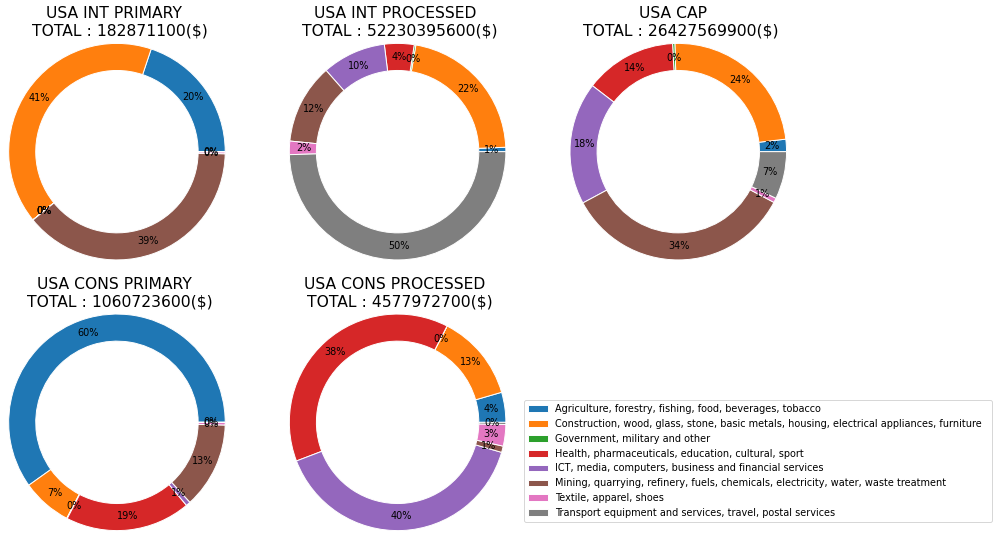 USA INT PRIMARY
TOTAL : 182871100($)
20%
41%
0%
0%
39%
0%
0%
USA INT PROCESSED
TOTAL : 52230395600($)
1%
22%
0%
4%
10%
12%
2%
50%
USA CAP
TOTAL : 26427569900($)
2%
24%
0%
14%
18%
34%
1%
7%
USA CONS PRIMARY
TOTAL : 1060723600($)
60%
7%
0%
19%
1%
13%
0%
0%
USA CONS PROCESSED
TOTAL : 4577972700($)
4%
13%
0%
38%
40%
1%
3%
0%
Agriculture, forestry, fishing, food, beverages, tobacco
Construction, wood, glass, stone, basic metals, housing, electrical appliances, furniture
Government, military and other
Health, pharmaceuticals, education, cultural, sport
ICT, media, computers, business and financial services
Mining, quarrying, refinery, fuels, chemicals, electricity, water, waste treatment
Textile, apparel, shoes
Transport equipment and services, travel, postal services